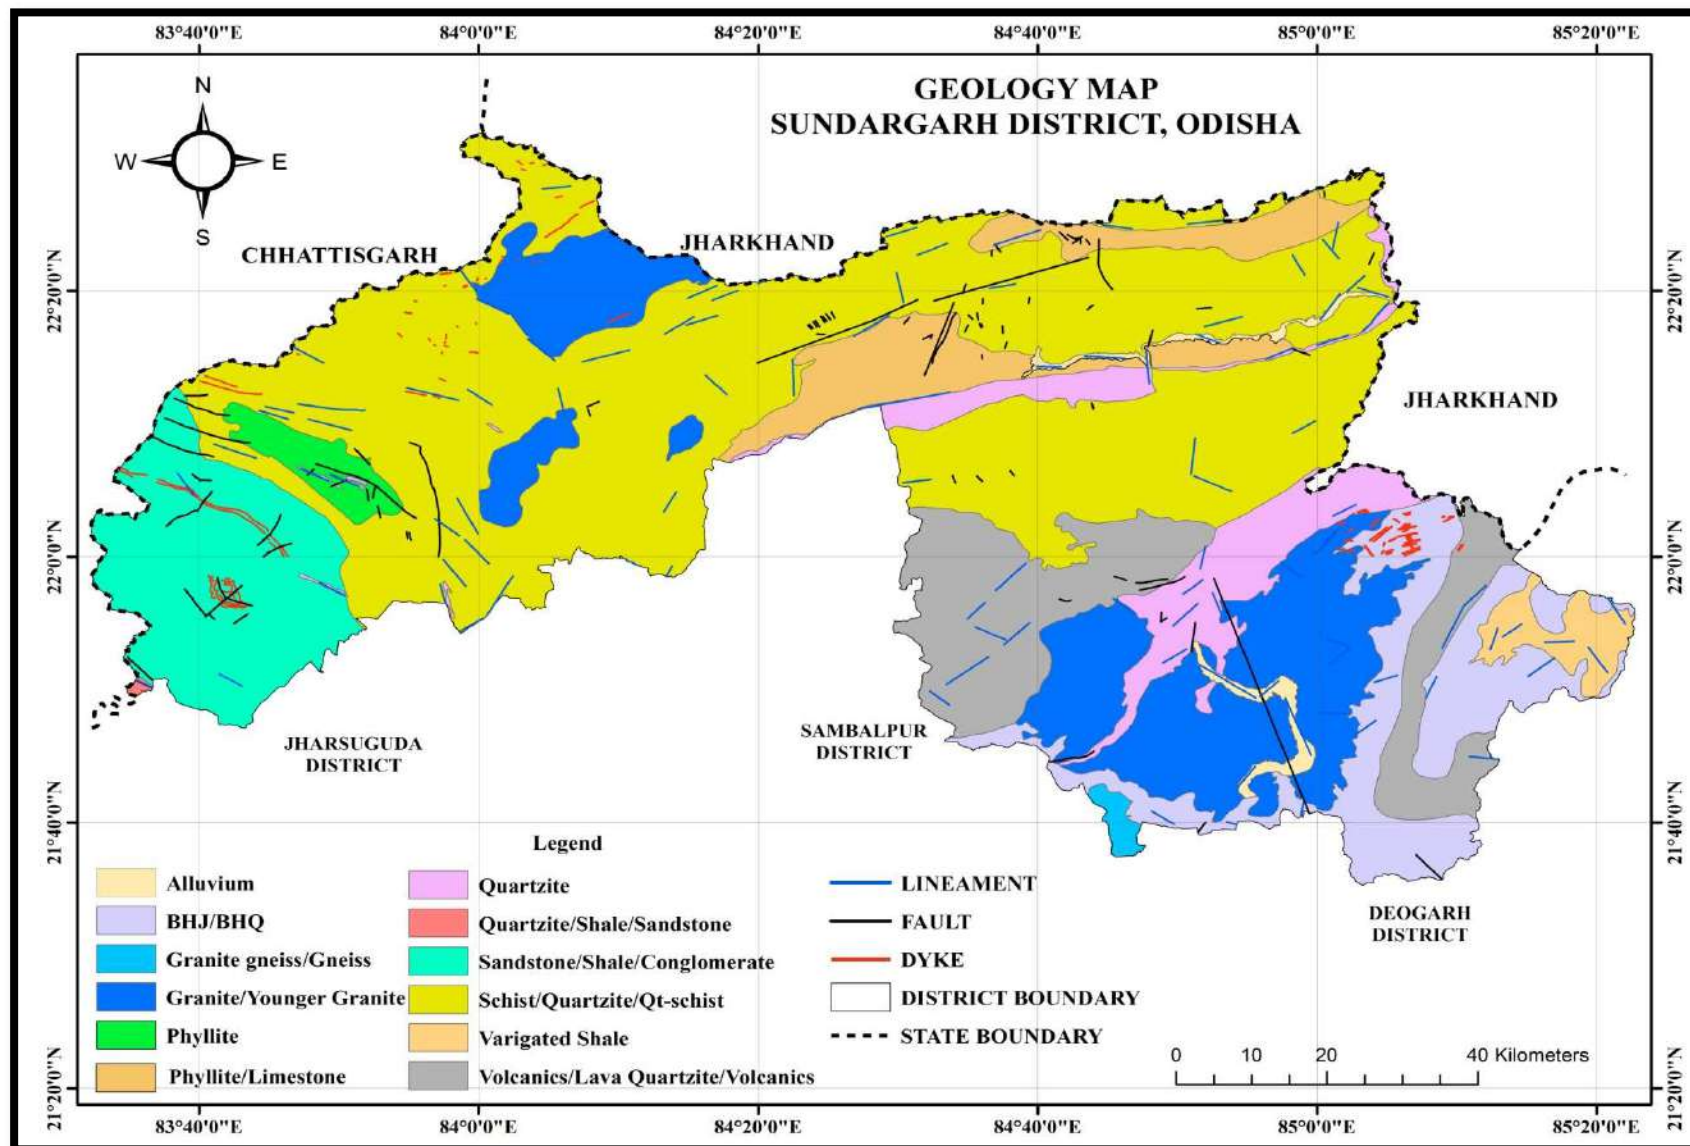 83°40'0"E 84°0'0"E 84°20'0"E 84°40'0"E 85°0'0"E 85°20'0"E
GEOLOGY MAP
SUNDARGARH DISTRICT, ODISHA
N
W E
S
CHHATTISGARH
JHARKHAND
22°20'0"N 22°20'0"N
JHARKHAND
22°0'0"N 22°0'0"N
JHARSUGUDA
DISTRICT
SAMBALPUR
DISTRICT
21°40'0"N 21°40'0"N
DEOGARH
DISTRICT
Legend
Alluvium
BHJ/BHQ
Granite gneiss/Gneiss
Granite/Younger Granite
Phyllite
Phyllite/Limestone
Quartzite
Quartzite/Shale/Sandstone
Sandstone/Shale/Conglomerate
Schist/Quartzite/Qt-schist
Varigated Shale
Volcanics/Lava Quartzite/Volcanics
LINEAMENT
FAULT
DYKE
DISTRICT BOUNDARY
STATE BOUNDARY
0 10 20 40 Kilometers
21°20'0"N 21°20'0"N
83°40'0"E 84°0'0"E 84°20'0"E 84°40'0"E 85°0'0"E 85°20'0"E